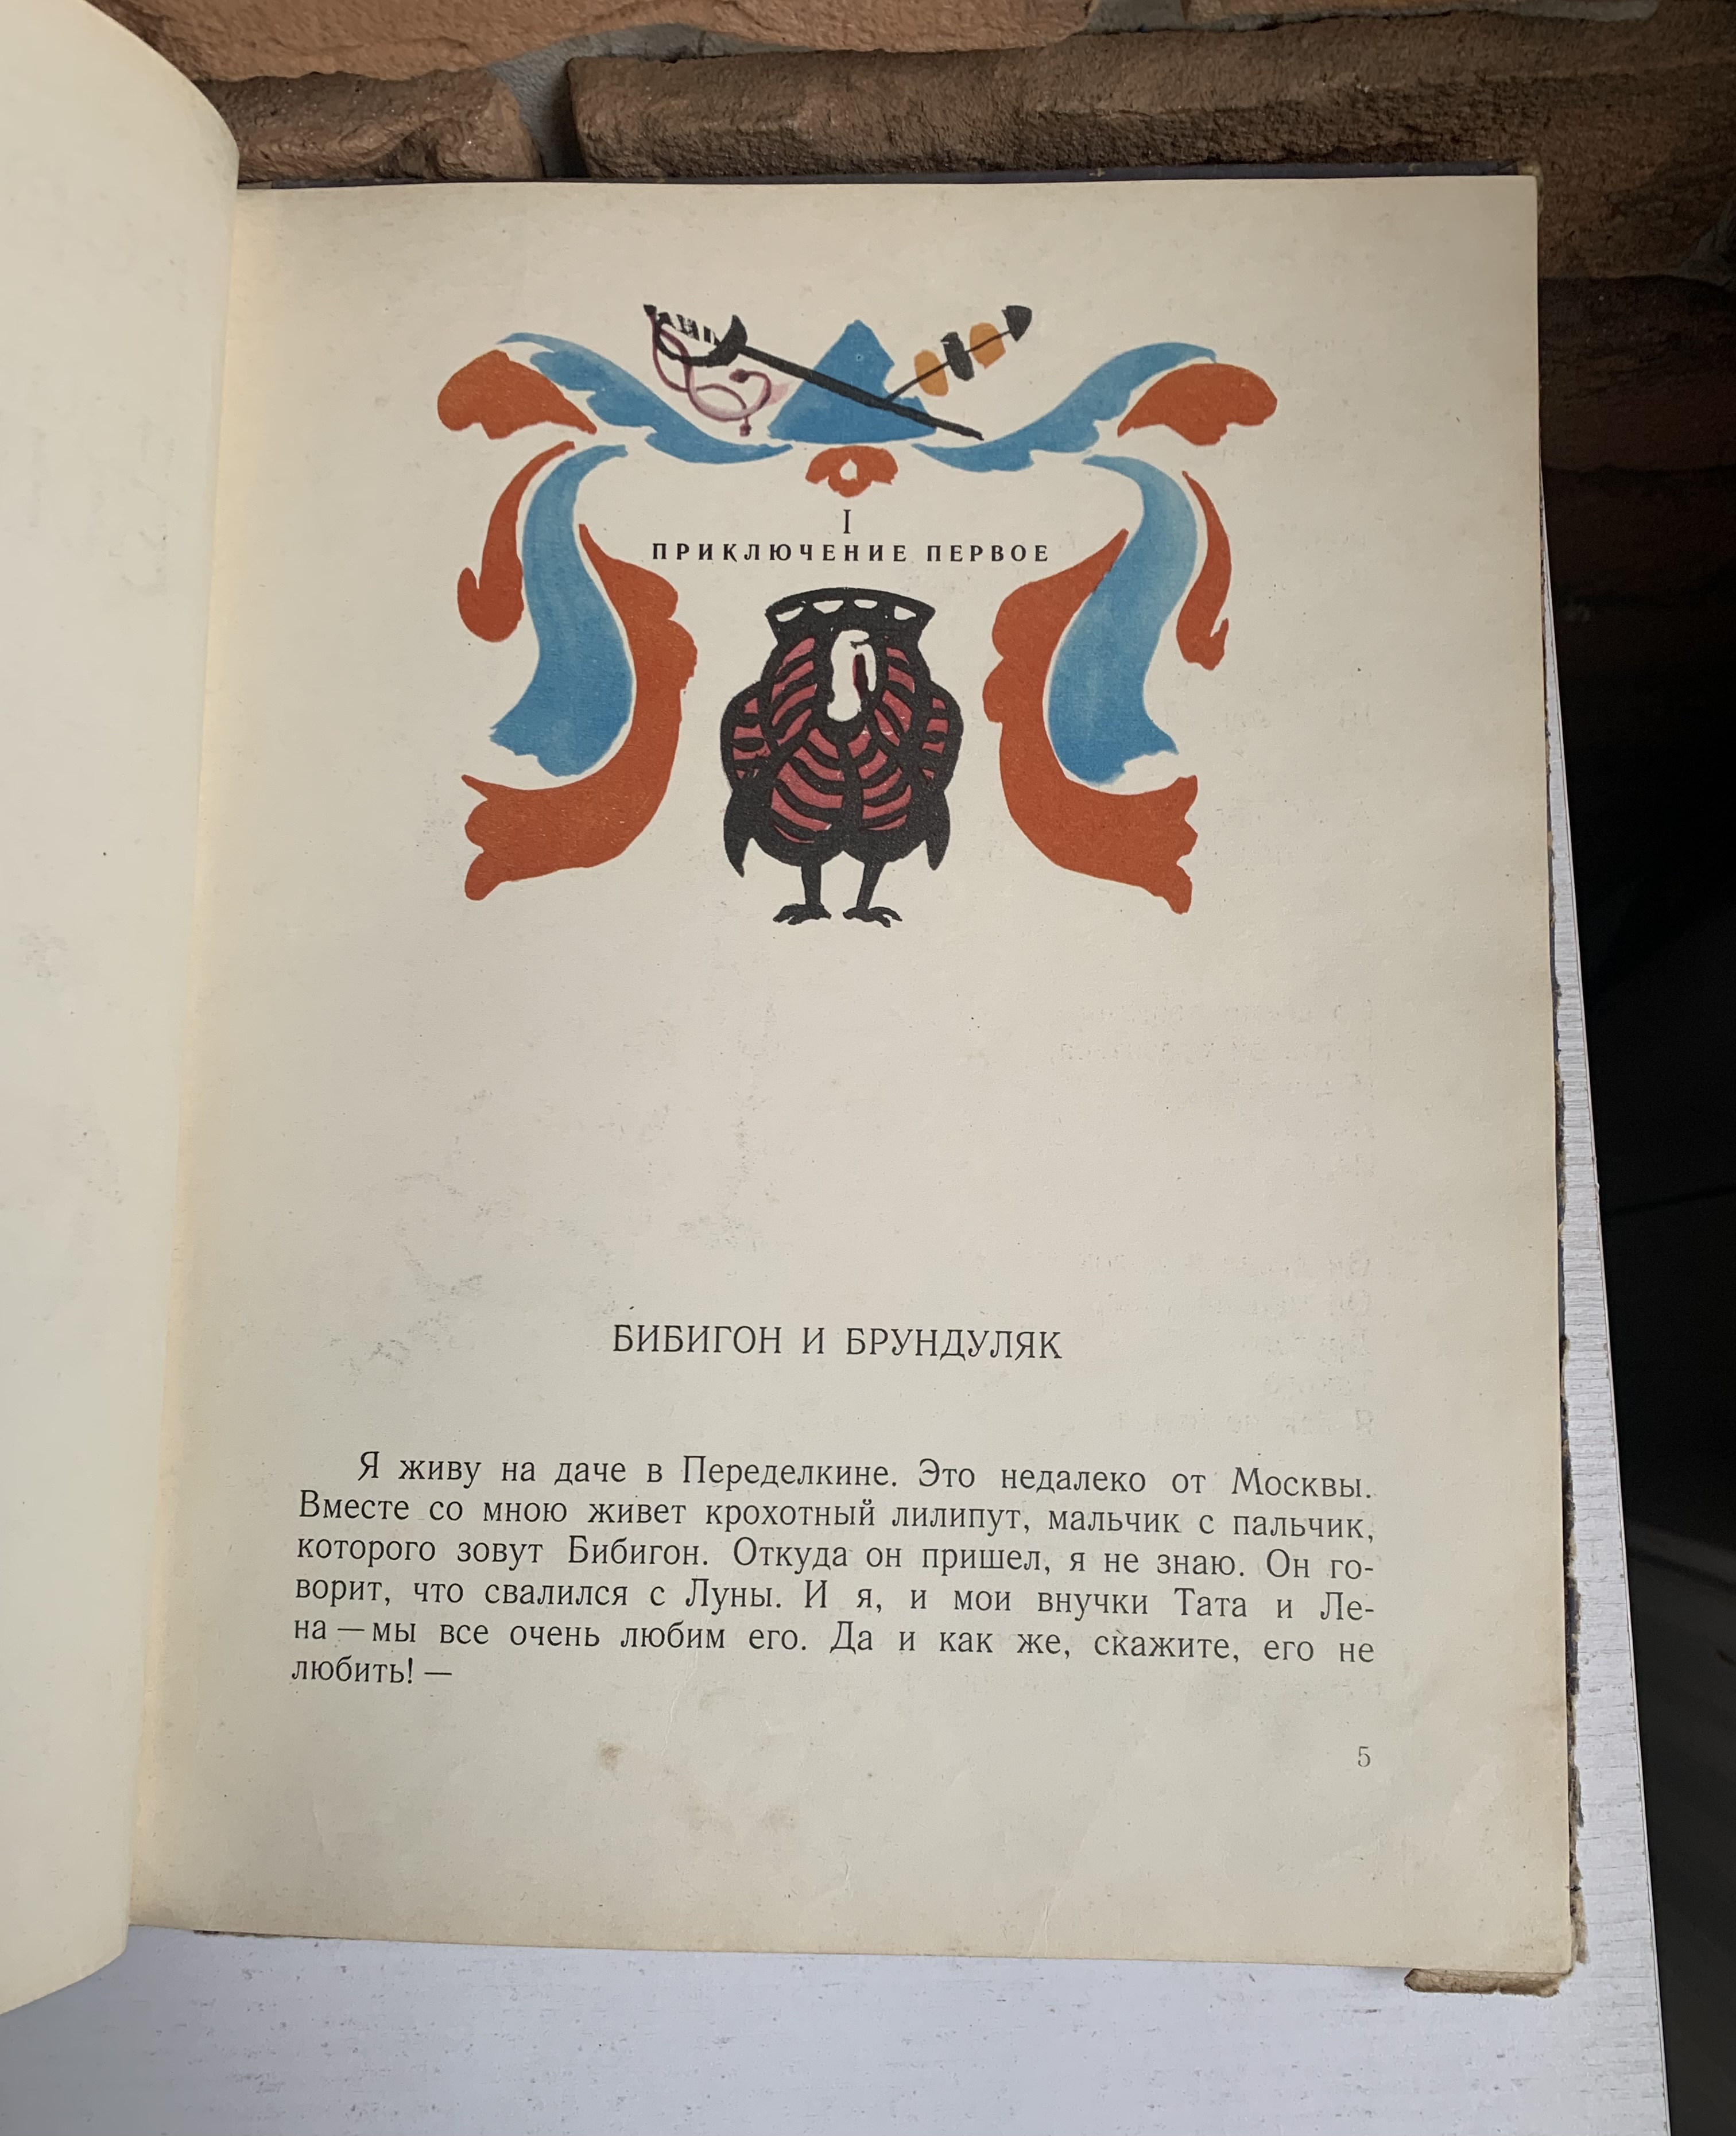 I
ПРИКЛЮЧЕНИЕ ПЕРВОЕ
БИБИГОН И БРУНДУЛЯК
Я живу на даче в Переделкине. Это недалеко от Москвы.
Вместе со мною живет крохотный лилипут, мальчик с пальчик,
которого зовут Бибигон. Откуда он пришел, я не знаю. Он го-
ворит, что свалился с Луны. И я, и мои внучки Тата и Ле-
на — мы все очень любим его. Да и как же, скажите, его не
любить! —
5